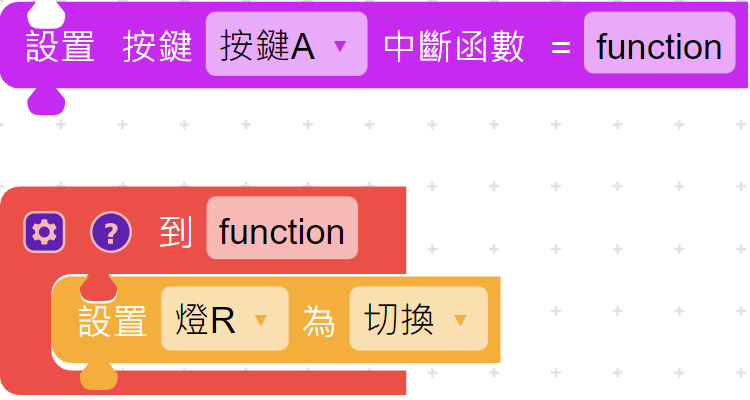 設置 按鍵 按鍵A 中斷函數 = function
? 到 function
設置 燈R 為 切換